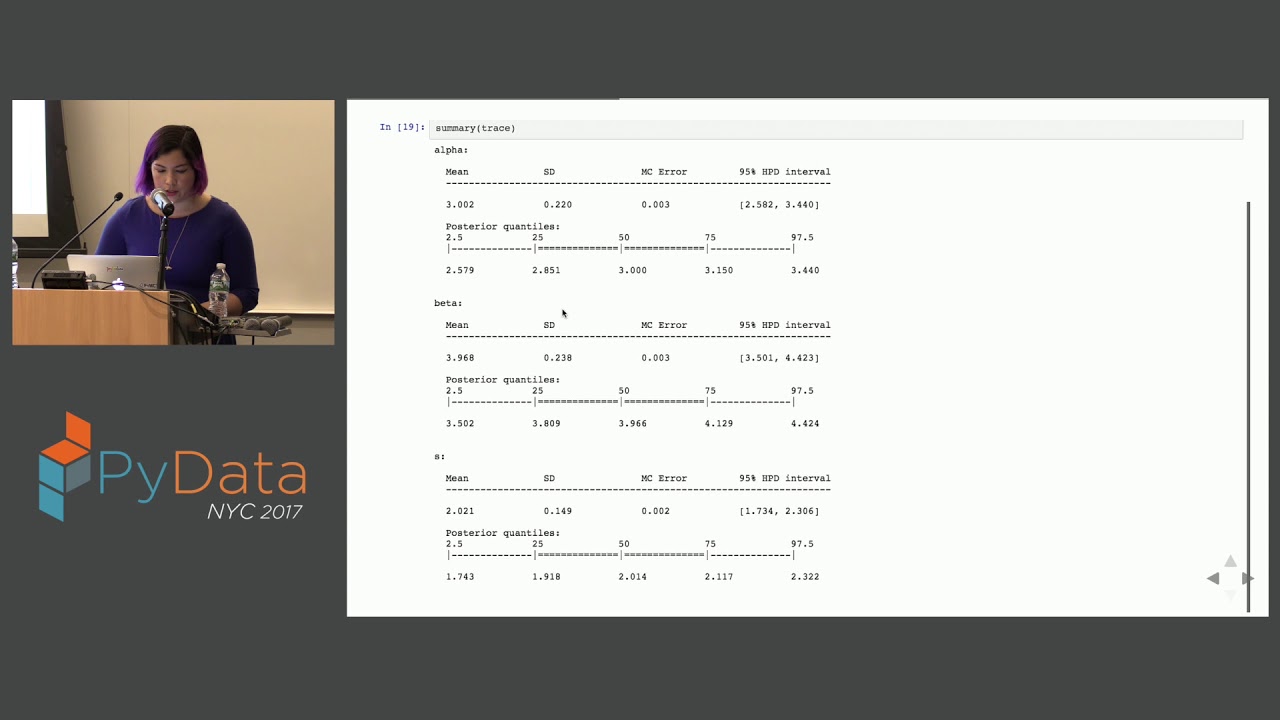 In [19]: summary(trace)
alpha:
Mean SD MC Error 95% HPD interval
-------------------------------------------------------------------
3.002 0.220 0.003 [2.582, 3.440]
Posterior quantiles:
2.5 25 50 75 97.5
|--------------|==============|==============|--------------|
2.579 2.851 3.000 3.150 3.440
beta:
Mean SD MC Error 95% HPD interval
-------------------------------------------------------------------
3.968 0.238 0.003 [3.501, 4.423]
Posterior quantiles:
2.5 25 50 75 97.5
|--------------|==============|==============|--------------|
3.502 3.809 3.966 4.129 4.424
s:
Mean SD MC Error 95% HPD interval
-------------------------------------------------------------------
2.021 0.149 0.002 [1.734, 2.306]
Posterior quantiles:
2.5 25 50 75 97.5
|--------------|==============|==============|--------------|
1.743 1.918 2.014 2.117 2.322
PyData
NYC 2017